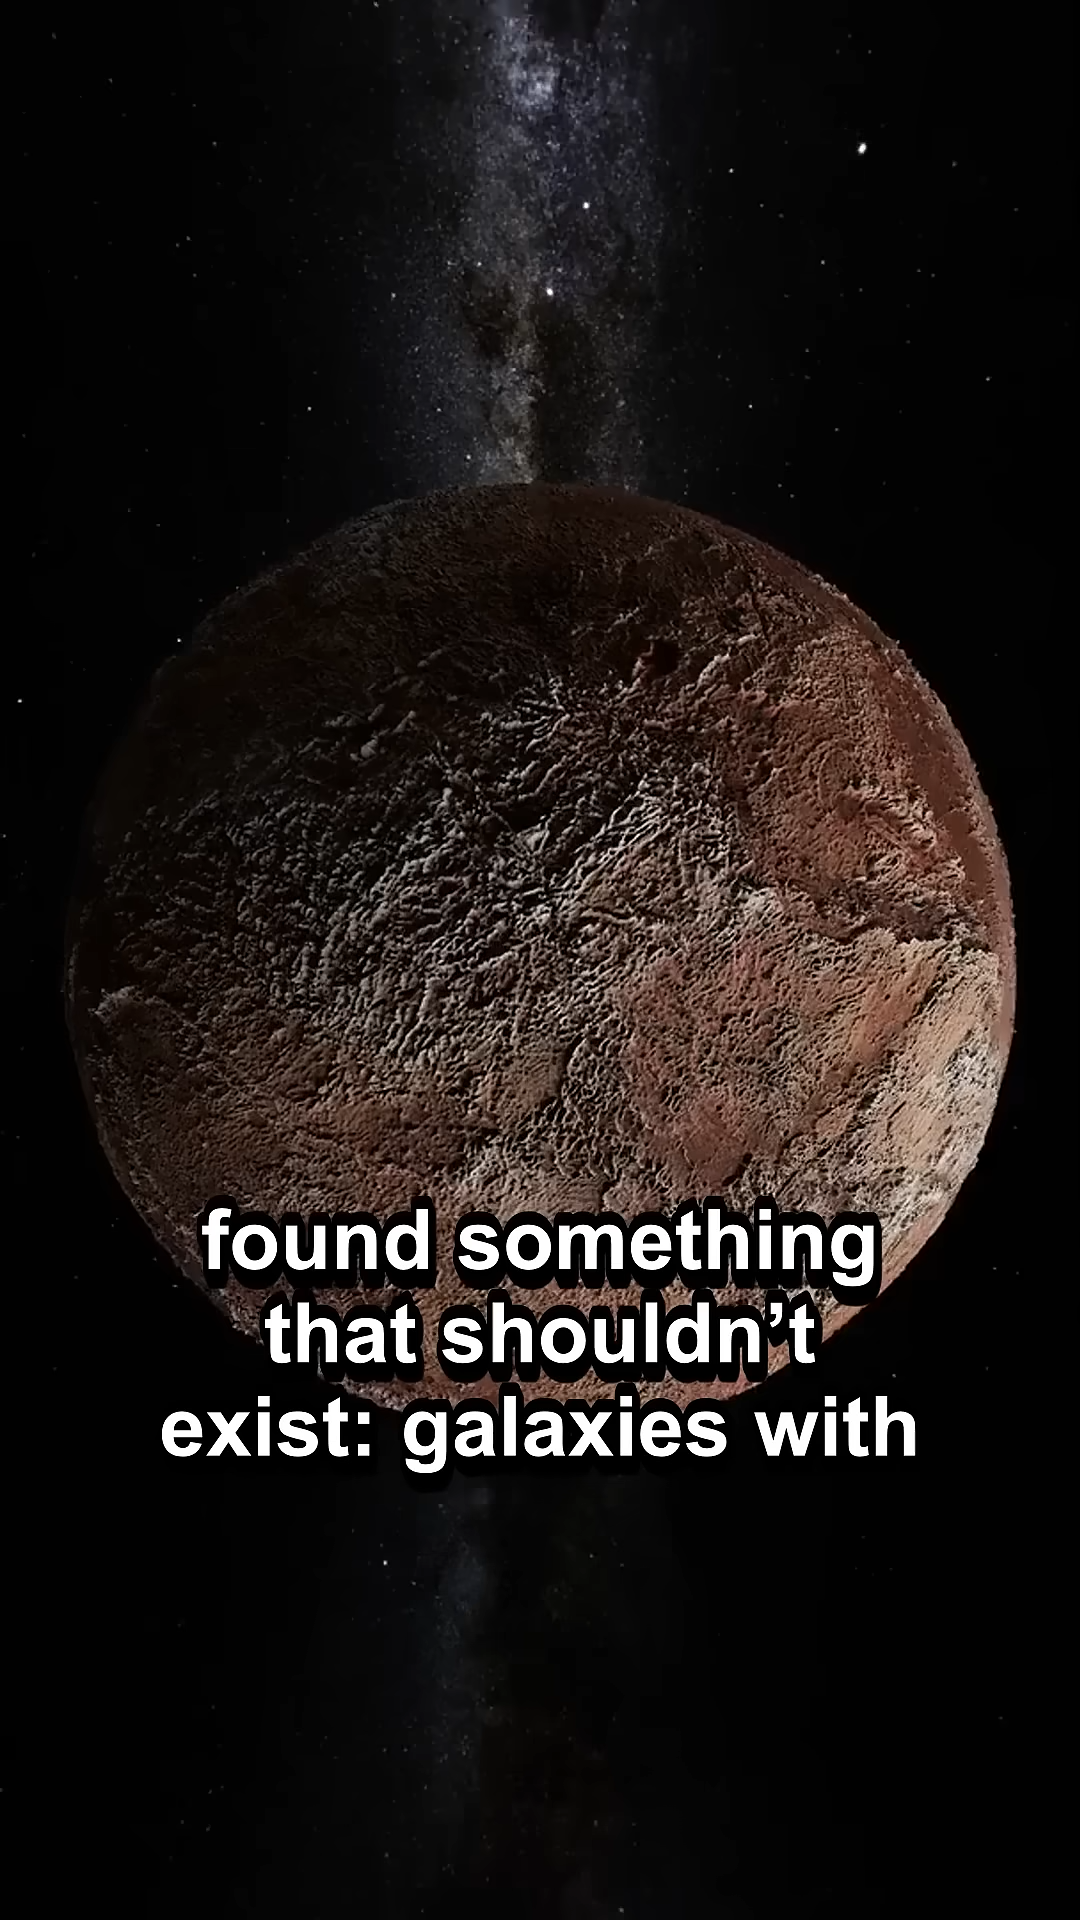 found something
that shouldn’t
exist: galaxies with